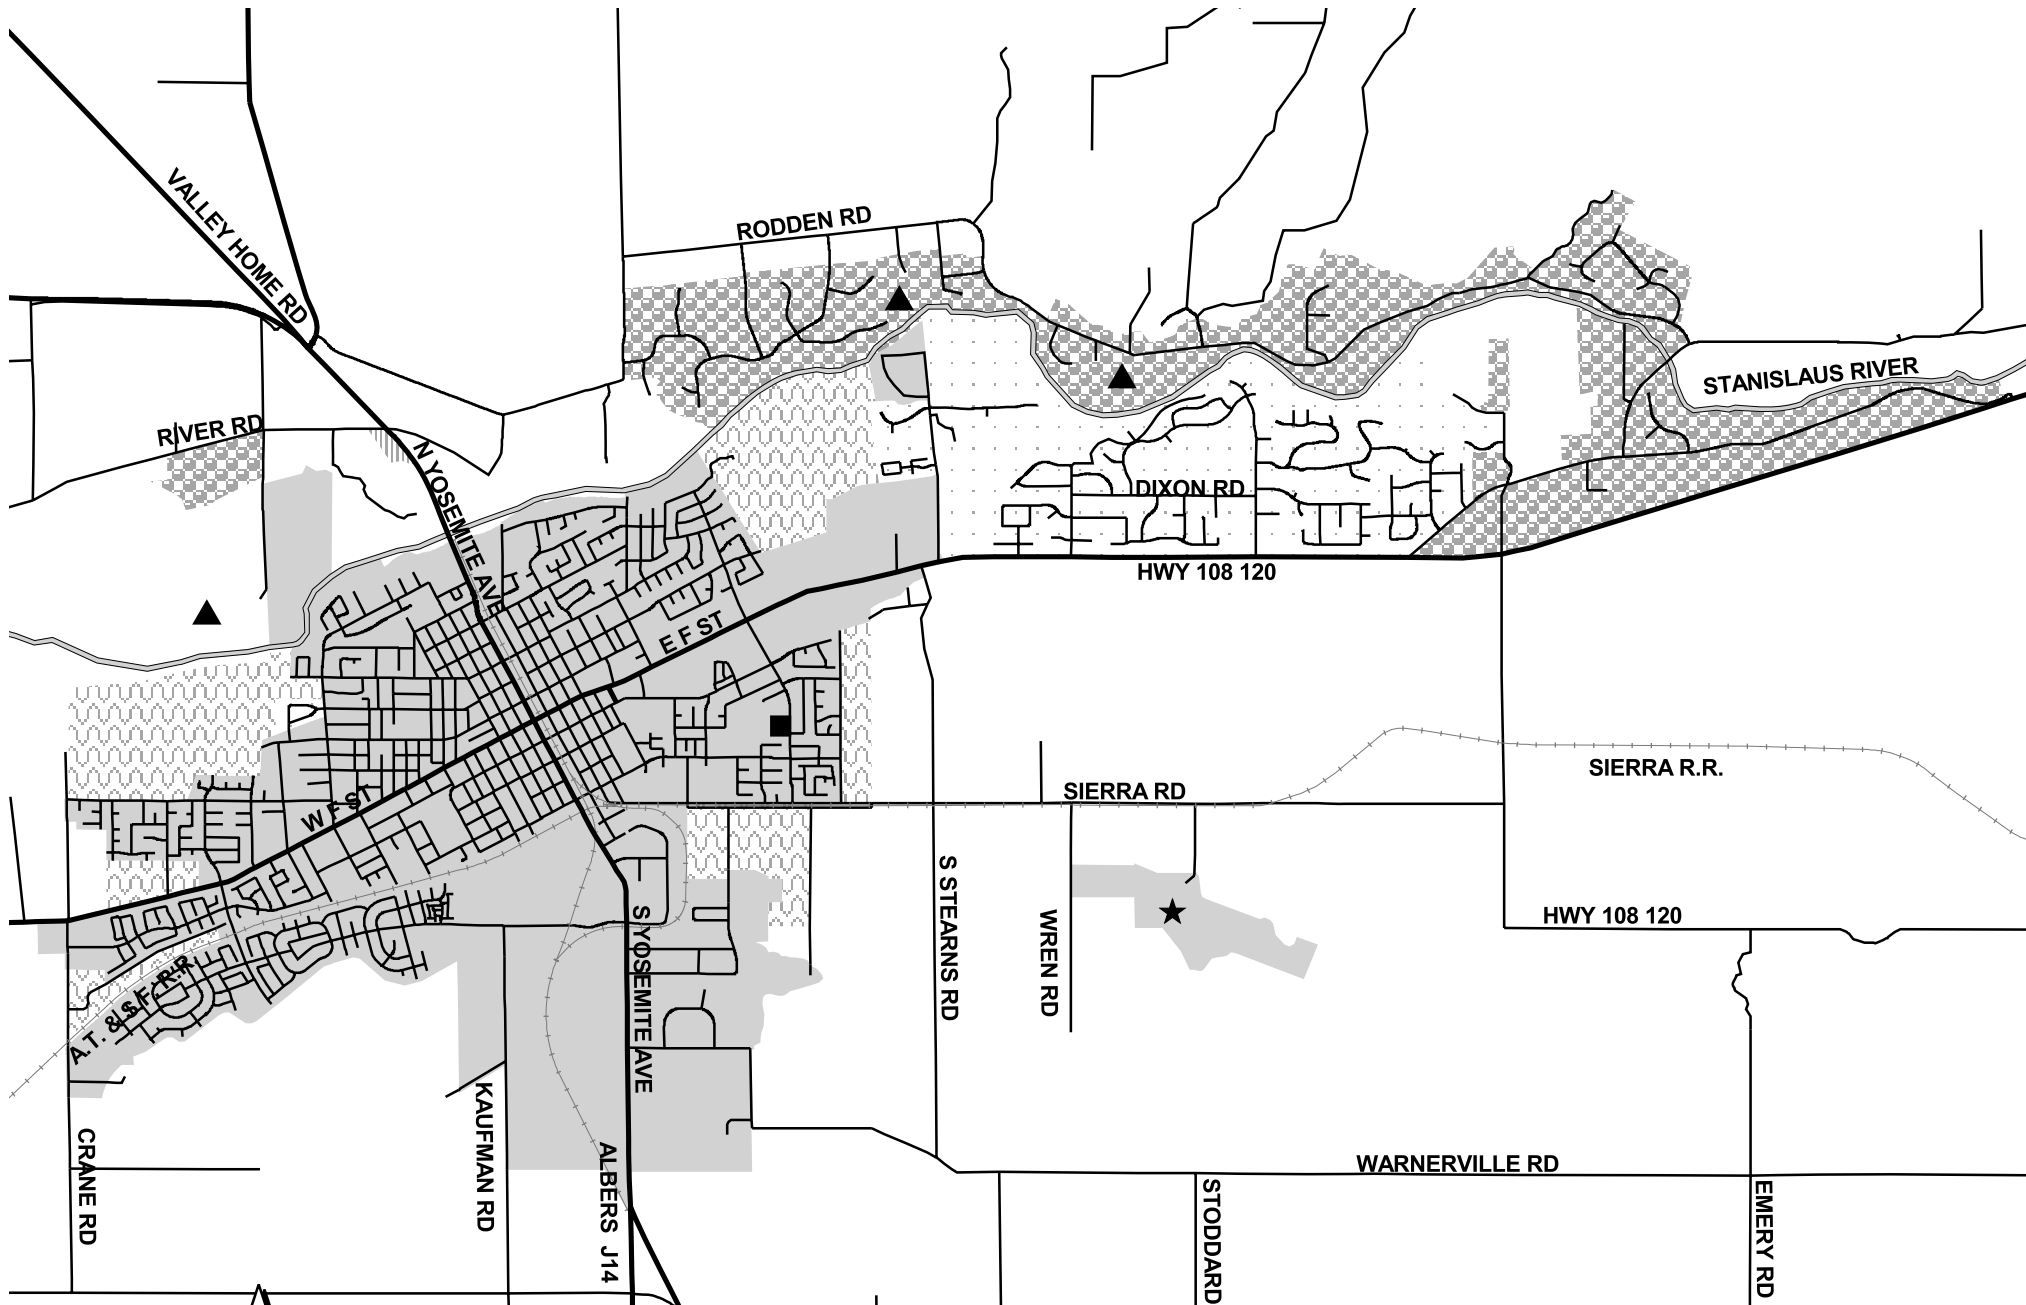 VALLEY HOME RD
RODDEN RD
RIVER RD
STANISLAUS RIVER
N YOSEMITE AVE
DIXON RD
HWY 108 120
E F ST
SIERRA R.R.
SIERRA RD
W F ST
S STEARNS RD
WREN RD
HWY 108 120
S YOSEMITE AVE
A.T. & S.F. R.R.
KAUFMAN RD
CRANE RD
ALBERS J14
WARNERVILLE RD
STODDARD
EMERY RD